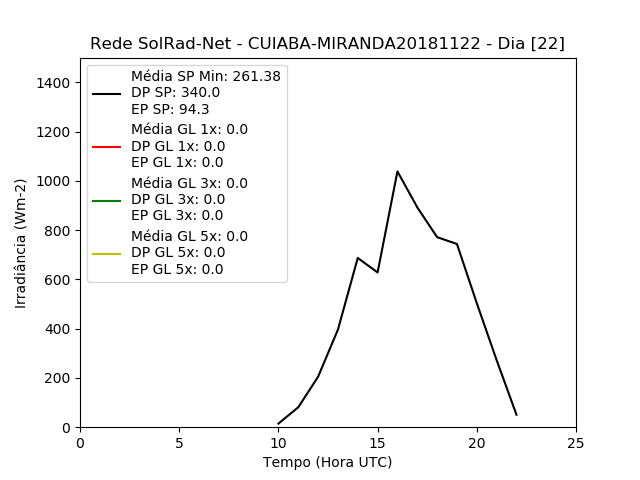 Rede SolRad-Net - CUIABA-MIRANDA20181122 - Dia [22]
Média SP Min: 261.38
DP SP: 340.0
EP SP: 94.3
Média GL 1x: 0.0
DP GL 1x: 0.0
EP GL 1x: 0.0
Média GL 3x: 0.0
DP GL 3x: 0.0
EP GL 3x: 0.0
Média GL 5x: 0.0
DP GL 5x: 0.0
EP GL 5x: 0.0
1400
1200
1000
800
600
400
200
0
Irradiância (Wm-2)
0 5 10 15 20 25
Tempo (Hora UTC)